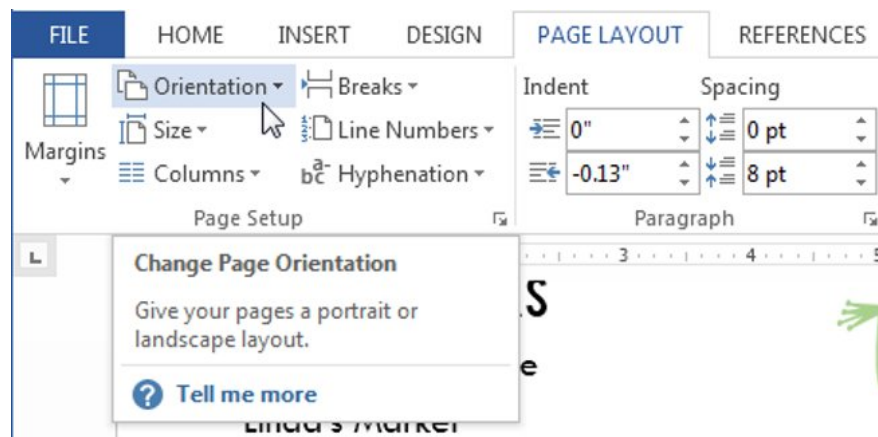 FILE HOME INSERT DESIGN PAGE LAYOUT REFERENCES
Orientation Breaks Indent Spacing
Size Line Numbers 0" 0 pt
Margins
Columns Hyphenation -0.13" 8 pt
Page Setup Paragraph
L 3 4 5
Change Page Orientation
Give your pages a portrait or
landscape layout.
Tell me more